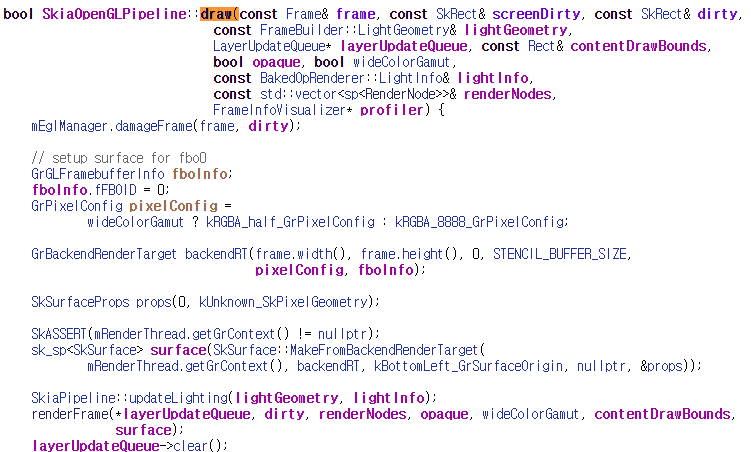 bool SkiaOpenGLPipeline::draw(const Frame& frame, const SkRect& screenDirty, const SkRect& dirty,
const FrameBuilder::LightGeometry& lightGeometry,
LayerUpdateQueue* layerUpdateQueue, const Rect& contentDrawBounds,
bool opaque, bool wideColorGamut,
const BakedOpRenderer::LightInfo& lightInfo,
const std::vector<sp<RenderNode>>& renderNodes,
FrameInfoVisualizer* profiler) {
mEglManager.damageFrame(frame, dirty);
// setup surface for fbo0
GrGLFramebufferInfo fboInfo;
fboInfo.fFBOID = 0;
GrPixelConfig pixelConfig =
wideColorGamut ? kRGBA_half_GrPixelConfig : kRGBA_8888_GrPixelConfig;
GrBackendRenderTarget backendRT(frame.width(), frame.height(), 0, STENCIL_BUFFER_SIZE,
pixelConfig, fboInfo);
SkSurfaceProps props(0, kUnknown_SkPixelGeometry);
SkASSERT(mRenderThread.getGrContext() != nullptr);
sk_sp<SkSurface> surface(SkSurface::MakeFromBackendRenderTarget(
mRenderThread.getGrContext(), backendRT, kBottomLeft_GrSurfaceOrigin, nullptr, &props));
SkiaPipeline::updateLighting(lightGeometry, lightInfo);
renderFrame(*layerUpdateQueue, dirty, renderNodes, opaque, wideColorGamut, contentDrawBounds,
surface);
layerUpdateQueue->clear();